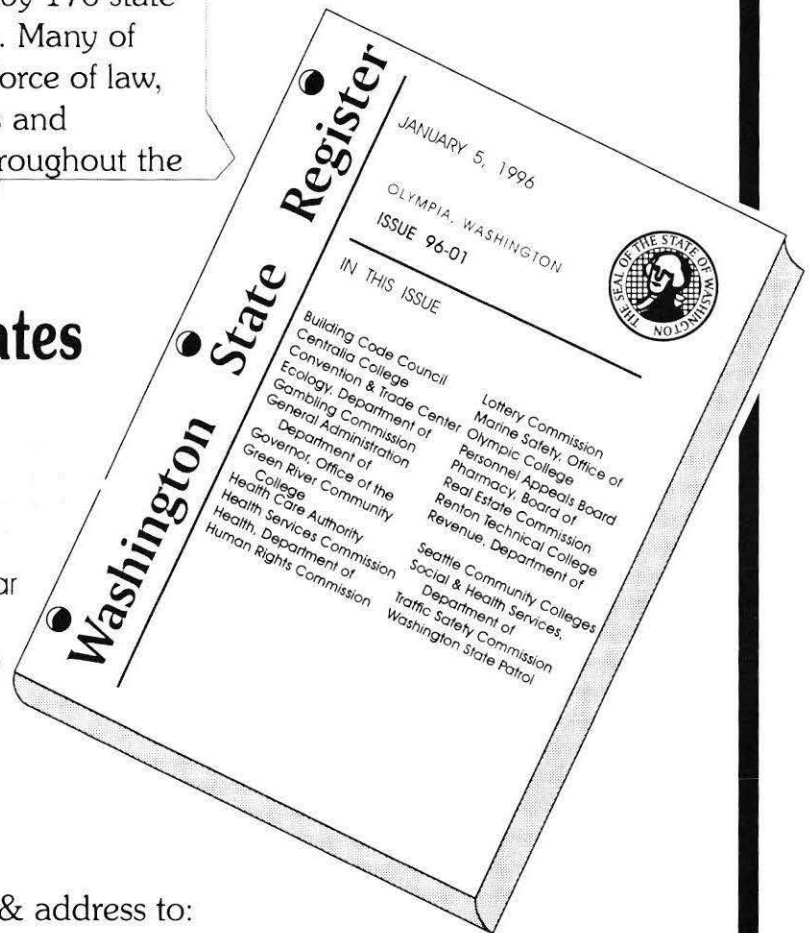 by 170 state
. Many of
orce of law,
s and
roughout the
ates
ar
& address to:
Washington State Register
JANUARY 5, 1996
OLYMPIA, WASHINGTON
ISSUE 96-01
THE SEAL OF THE STATE OF WASHINGTON
IN THIS ISSUE
Building Code Council
Centralia College
Convention & Trade Center
Ecology, Department of
Gambling Commission
General Administration
Department of
Governor, Office of the
Green River Community
College
Health Care Authority
Health Services Commission
Health, Department of
Human Rights Commission
Lottery Commission
Marine Safety, Office of
Olympic College
Personnel Appeals Board
Pharmacy, Board of
Real Estate Commission
Renton Technical College
Revenue, Department of
Seattle Community Colleges
Social & Health Services,
Department of
Traffic Safety Commission
Washington State Patrol